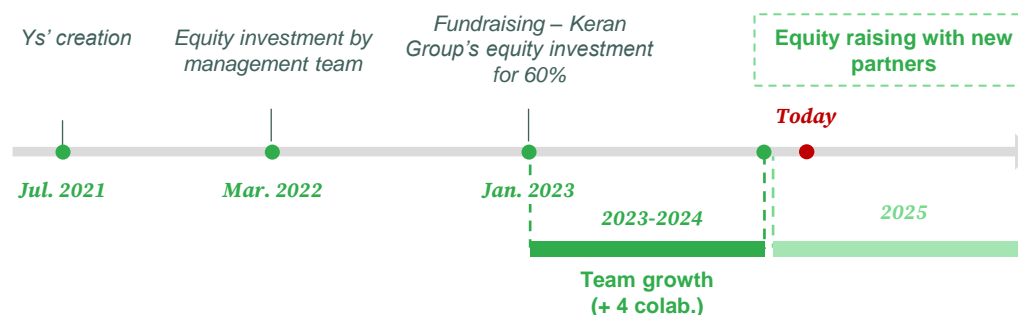 Ys' creation
Equity investment by
management team
Fundraising – Keran
Group's equity investment
for 60%
Equity raising with new
partners
Today
Jul. 2021
Mar. 2022
Jan. 2023
2023-2024
2025
Team growth
(+ 4 colab.)